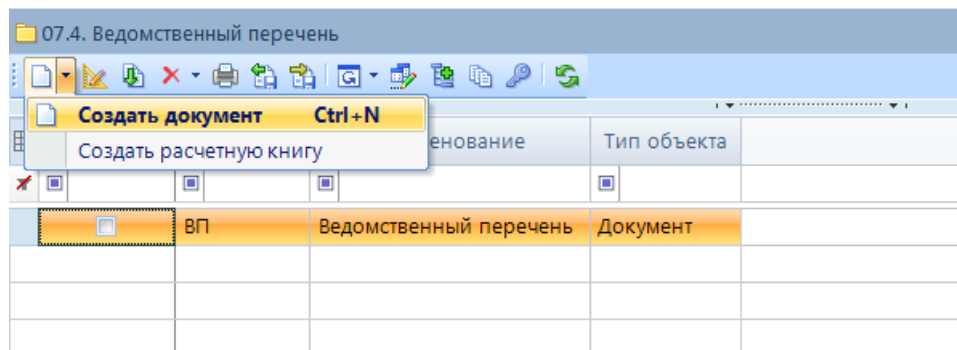 07.4. Ведомственный перечень
Создать документ Ctrl+N
Создать расчетную книгу
енование Тип объекта
ВП Ведомственный перечень Документ